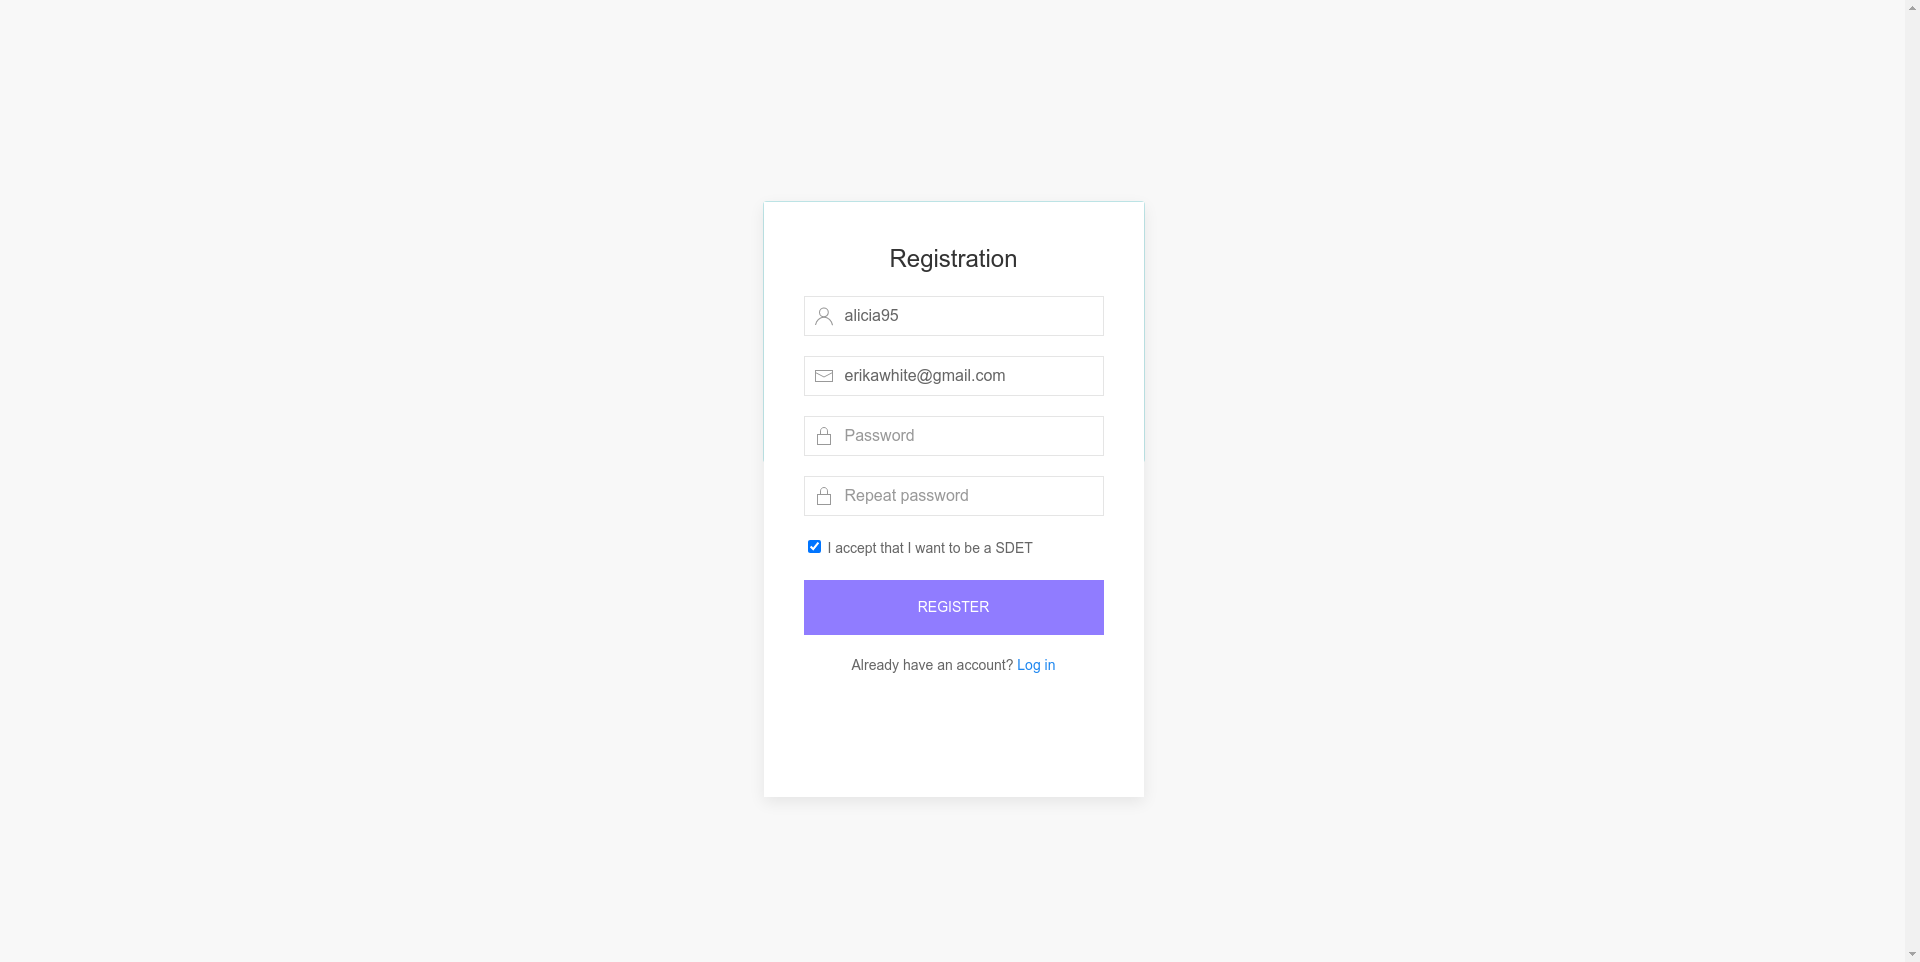 Registration
alicia95
erikawhite@gmail.com
Password
Repeat password
I accept that I want to be a SDET
REGISTER
Already have an account? Log in